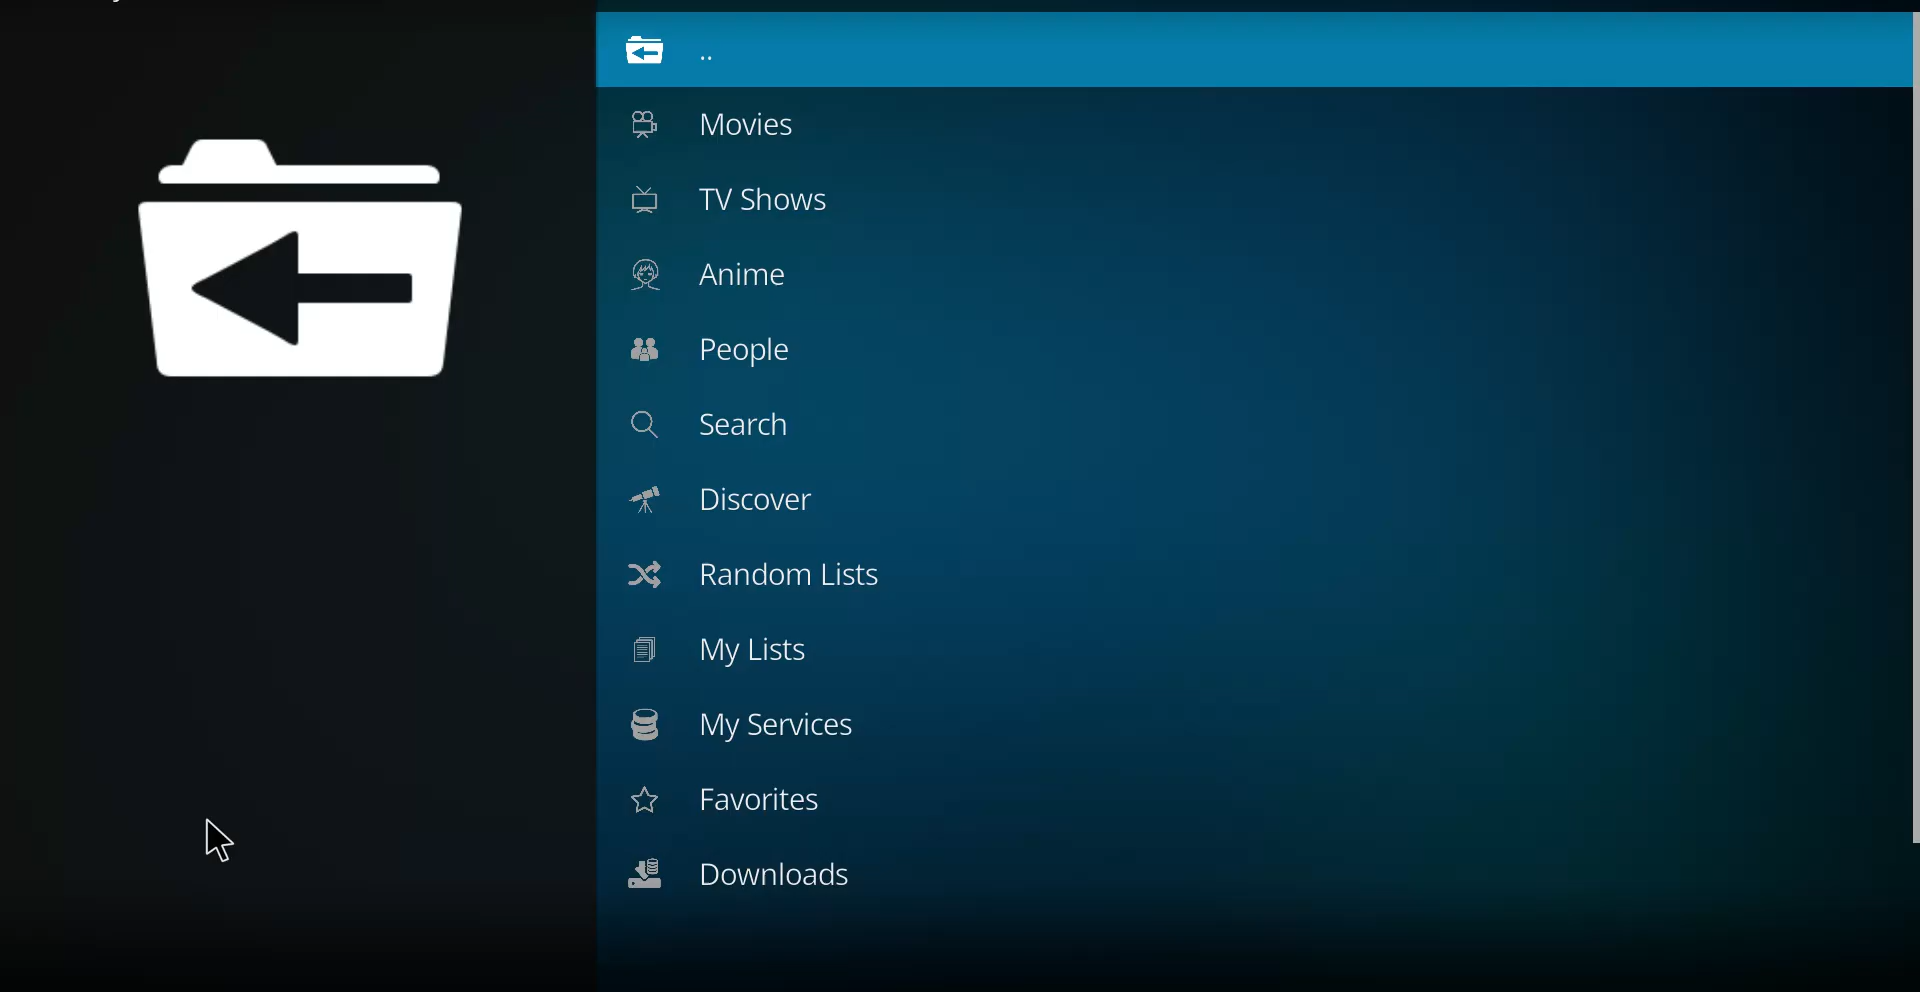 ..
Movies
TV Shows
Anime
People
Search
Discover
Random Lists
My Lists
My Services
Favorites
Downloads